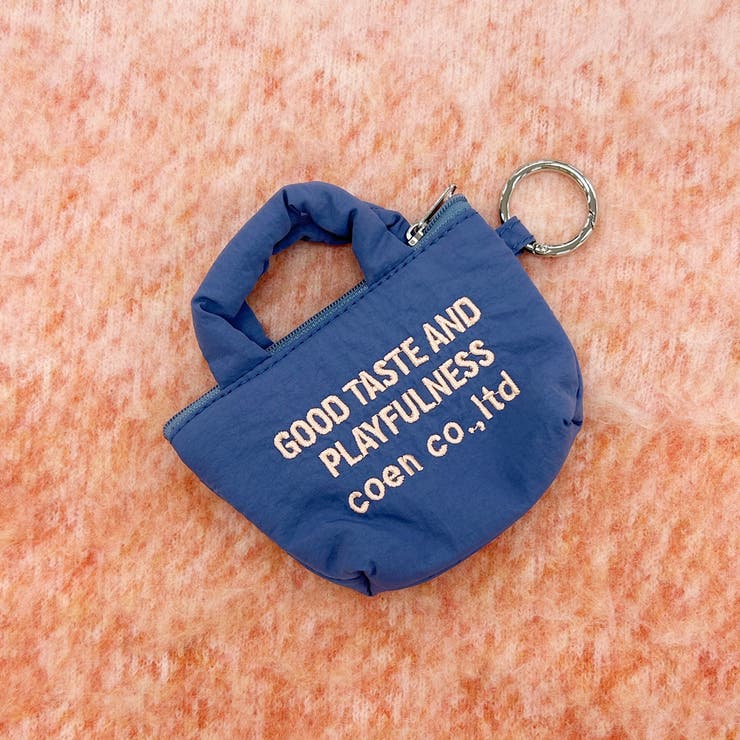 GOOD TASTE AND
PLAYFULNESS
coen co.,ltd